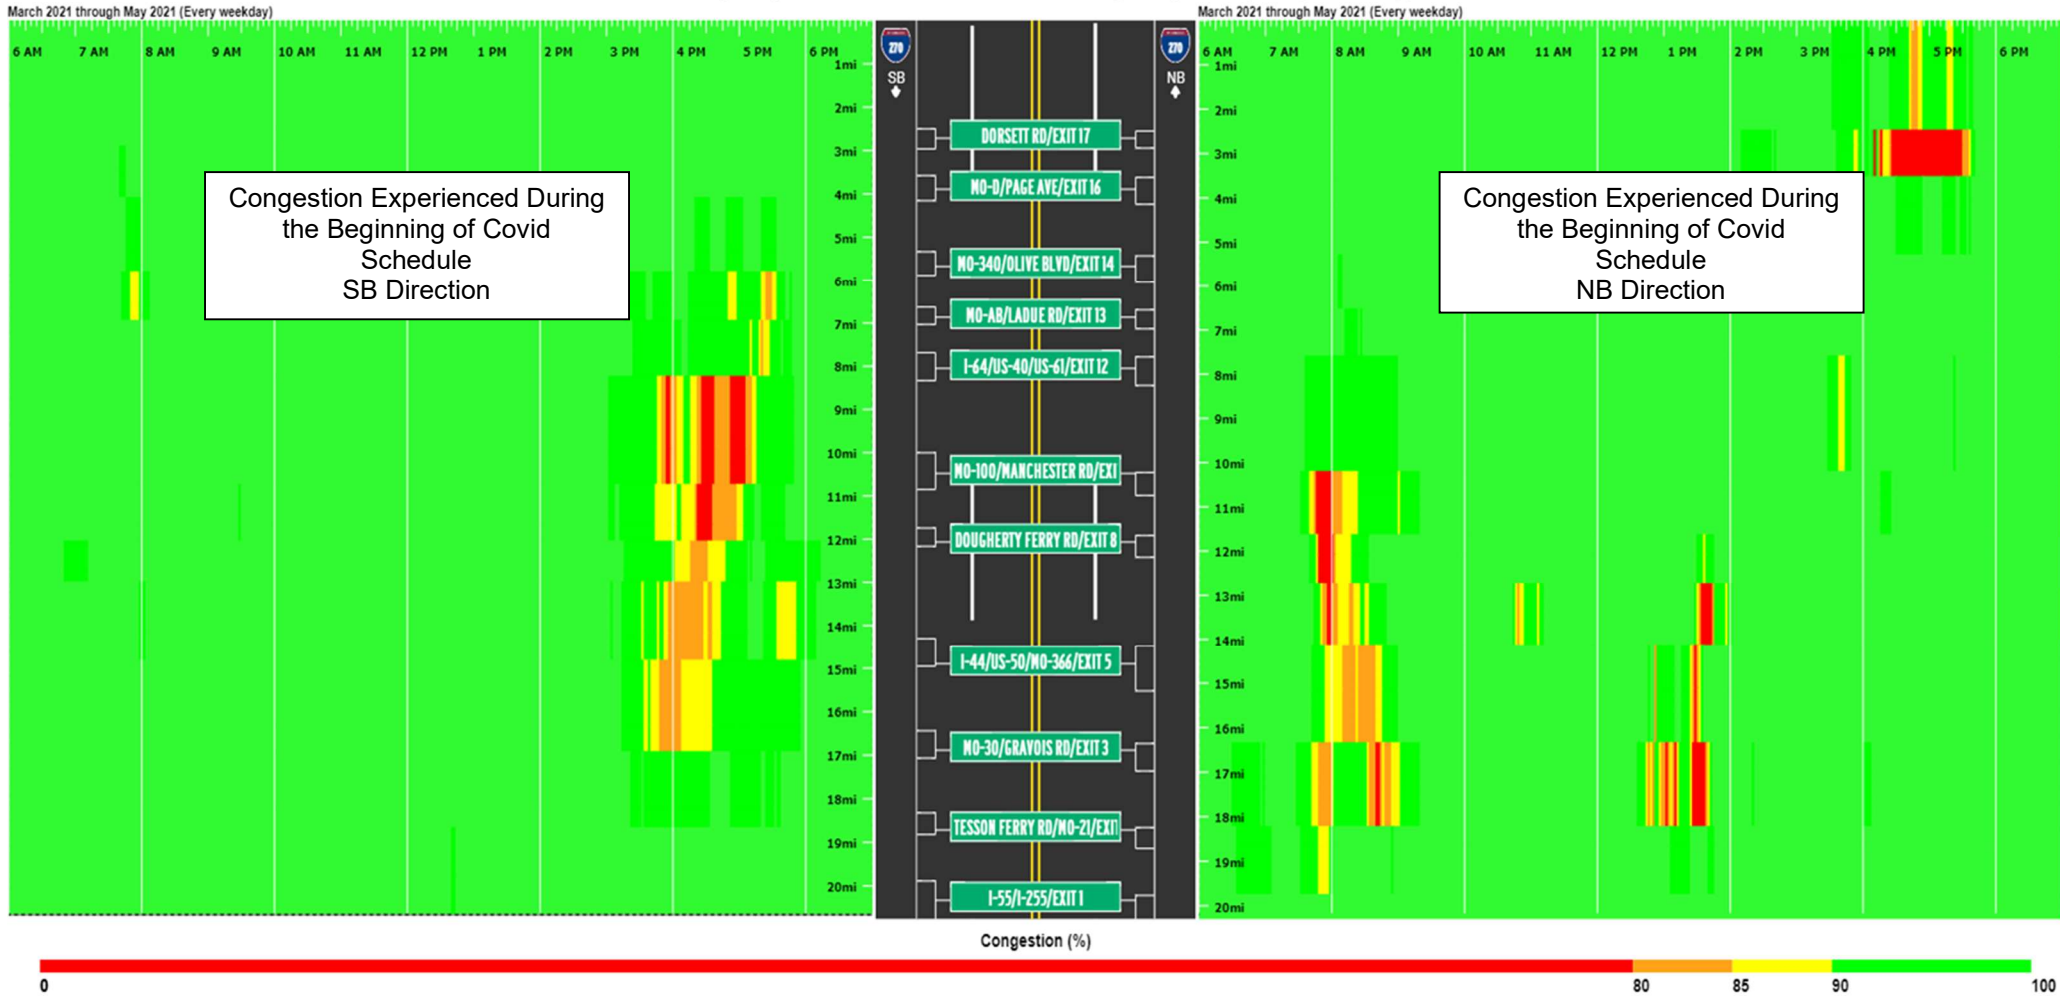 March 2021 through May 2021 (Every weekday)
6 AM 7 AM 8 AM 9 AM 10 AM 11 AM 12 PM 1 PM 2 PM 3 PM 4 PM 5 PM 6 PM
1mi
2mi
3mi
4mi
5mi
6mi
7mi
8mi
9mi
10mi
11mi
12mi
13mi
14mi
15mi
16mi
17mi
18mi
19mi
20mi
Congestion Experienced During
the Beginning of Covid
Schedule
SB Direction
270
SB
270
NB
DORSETT RD/EXIT 17
MO-D/PAGE AVE/EXIT 16
MO-340/OLIVE BLVD/EXIT 14
MO-AB/LADUE RD/EXIT 13
I-64/US-40/US-61/EXIT 12
MO-100/MANCHESTER RD/EXI
DOUGHERTY FERRY RD/EXIT 8
I-44/US-50/MO-366/EXIT 5
MO-30/GRAVOIS RD/EXIT 3
TESSON FERRY RD/MO-21/EXIT
I-55/I-255/EXIT 1
March 2021 through May 2021 (Every weekday)
6 AM 7 AM 8 AM 9 AM 10 AM 11 AM 12 PM 1 PM 2 PM 3 PM 4 PM 5 PM 6 PM
1mi
2mi
3mi
4mi
5mi
6mi
7mi
8mi
9mi
10mi
11mi
12mi
13mi
14mi
15mi
16mi
17mi
18mi
19mi
20mi
Congestion Experienced During
the Beginning of Covid
Schedule
NB Direction
Congestion (%)
0 80 85 90 100